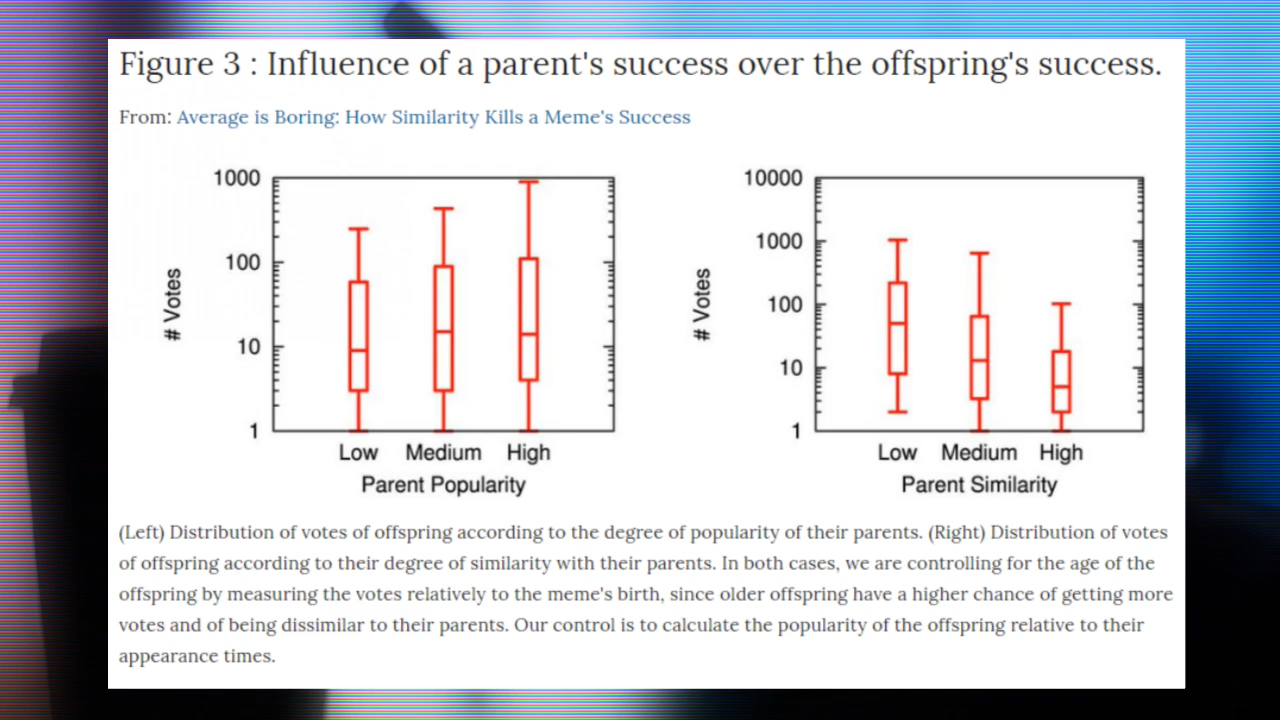 Figure 3 : Influence of a parent's success over the offspring's success.
From: Average is Boring: How Similarity Kills a Meme's Success
1000
100
10
1
# Votes
Low Medium High
Parent Popularity
10000
1000
100
10
1
# Votes
Low Medium High
Parent Similarity
(Left) Distribution of votes of offspring according to the degree of popularity of their parents. (Right) Distribution of votes
of offspring according to their degree of similarity with their parents. In both cases, we are controlling for the age of the
offspring by measuring the votes relatively to the meme's birth, since older offspring have a higher chance of getting more
votes and of being dissimilar to their parents. Our control is to calculate the popularity of the offspring relative to their
appearance times.